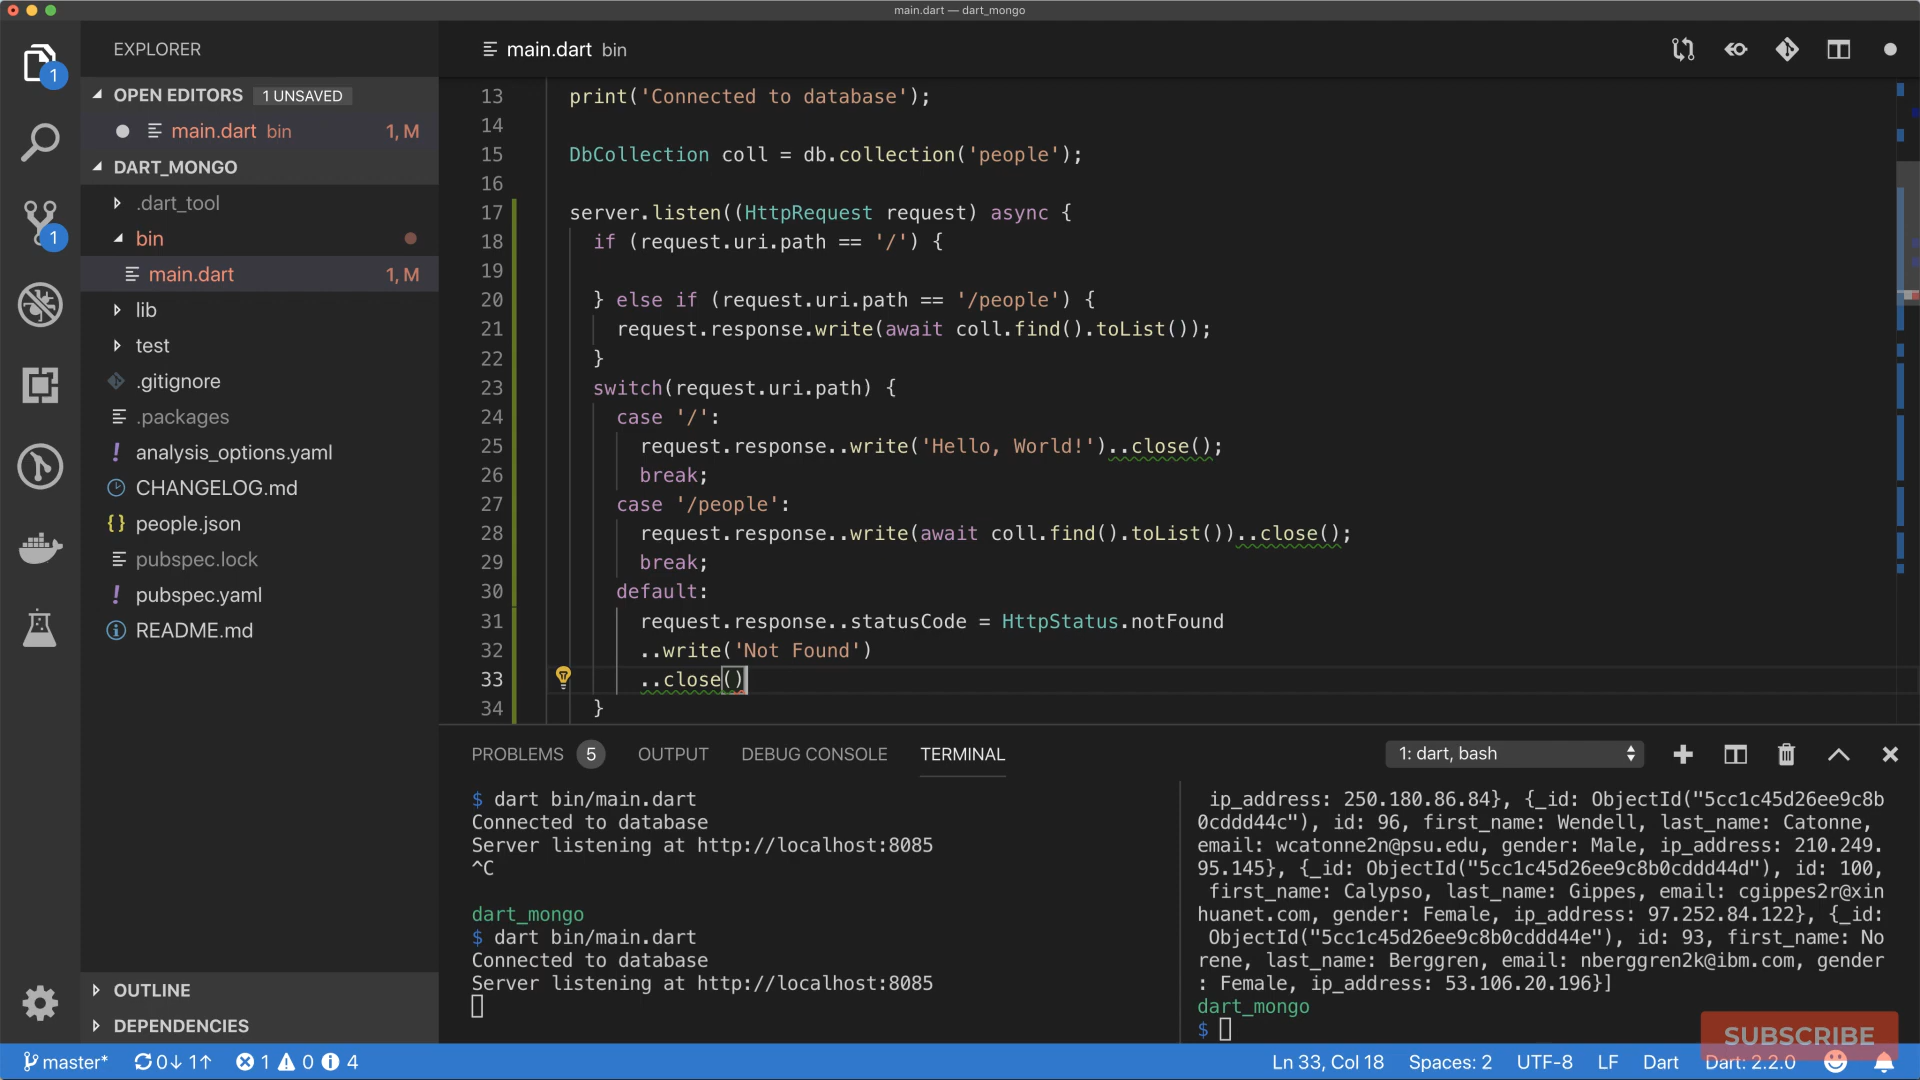 main.dart — dart_mongo
EXPLORER
OPEN EDITORS 1 UNSAVED
main.dart bin 1, M
DART_MONGO
.dart_tool
bin
main.dart 1, M
lib
test
.gitignore
.packages
analysis_options.yaml
CHANGELOG.md
people.json
pubspec.lock
pubspec.yaml
README.md
OUTLINE
DEPENDENCIES
1
1
main.dart bin
13 print('Connected to database');
14
15 DbCollection coll = db.collection('people');
16
17 server.listen((HttpRequest request) async {
18 if (request.uri.path == '/') {
19
20 } else if (request.uri.path == '/people') {
21 request.response.write(await coll.find().toList());
22 }
23 switch(request.uri.path) {
24 case '/':
25 request.response..write('Hello, World!')..close();
26 break;
27 case '/people':
28 request.response..write(await coll.find().toList())..close();
29 break;
30 default:
31 request.response..statusCode = HttpStatus.notFound
32 ..write('Not Found')
33 ..close()
34 }
PROBLEMS 5 OUTPUT DEBUG CONSOLE TERMINAL 1: dart, bash
$ dart bin/main.dart
Connected to database
Server listening at http://localhost:8085
^C
dart_mongo
$ dart bin/main.dart
Connected to database
Server listening at http://localhost:8085
ip_address: 250.180.86.84}, {_id: ObjectId("5cc1c45d26ee9c8b
0cddd44c"), id: 96, first_name: Wendell, last_name: Catonne,
email: wcatonne2n@psu.edu, gender: Male, ip_address: 210.249.
95.145}, {_id: ObjectId("5cc1c45d26ee9c8b0cddd44d"), id: 100,
first_name: Calypso, last_name: Gippes, email: cgippes2r@xin
huanet.com, gender: Female, ip_address: 97.252.84.122}, {_id:
ObjectId("5cc1c45d26ee9c8b0cddd44e"), id: 93, first_name: No
rene, last_name: Berggren, email: nberggren2k@ibm.com, gender
: Female, ip_address: 53.106.20.196}]
dart_mongo
$
SUBSCRIBE
master* 0↓ 1↑ 1 0 4 Ln 33, Col 18 Spaces: 2 UTF-8 LF Dart Dart: 2.2.0